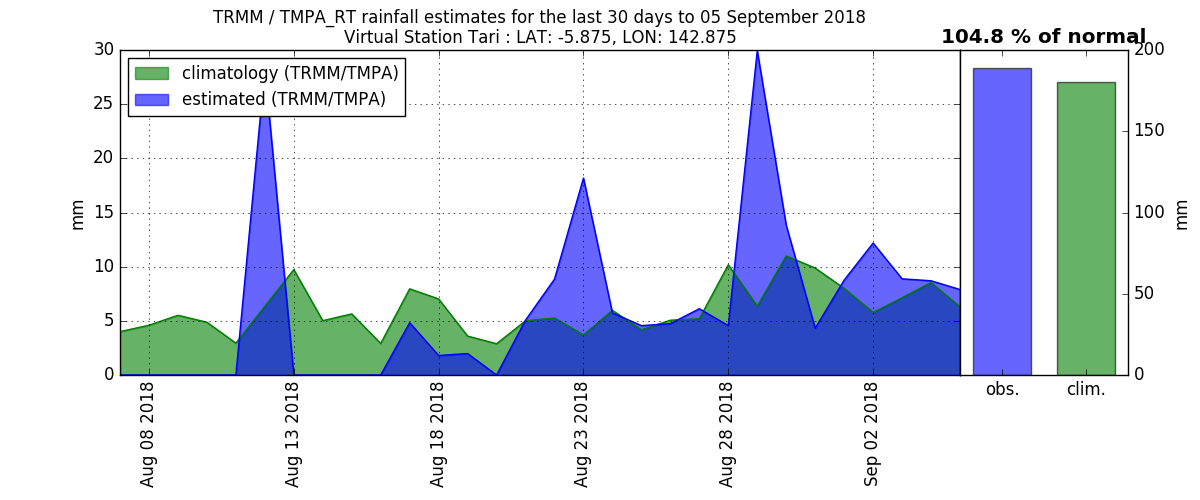 TRMM / TMPA_RT rainfall estimates for the last 30 days to 05 September 2018
Virtual Station Tari : LAT: -5.875, LON: 142.875
104.8 % of normal
climatology (TRMM/TMPA)
estimated (TRMM/TMPA)
30
25
20
15
10
5
0
mm
Aug 08 2018
Aug 13 2018
Aug 18 2018
Aug 23 2018
Aug 28 2018
Sep 02 2018
obs.
clim.
200
150
100
50
0
mm